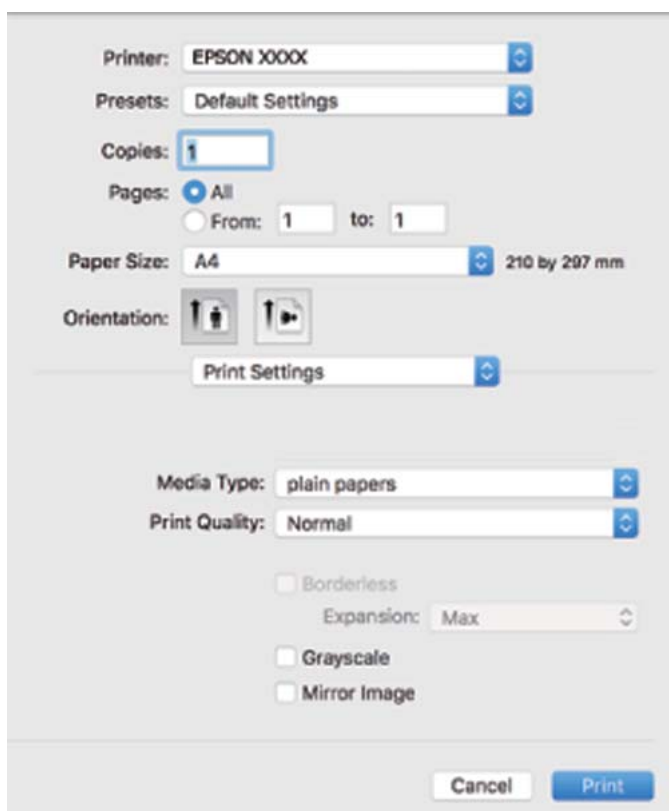 Printer: EPSON XXXX
Presets: Default Settings
Copies: 1
Pages: All
From: 1 to: 1
Paper Size: A4 210 by 297 mm
Orientation:
Print Settings
Media Type: plain papers
Print Quality: Normal
Borderless
Expansion: Max
Grayscale
Mirror Image
Cancel Print